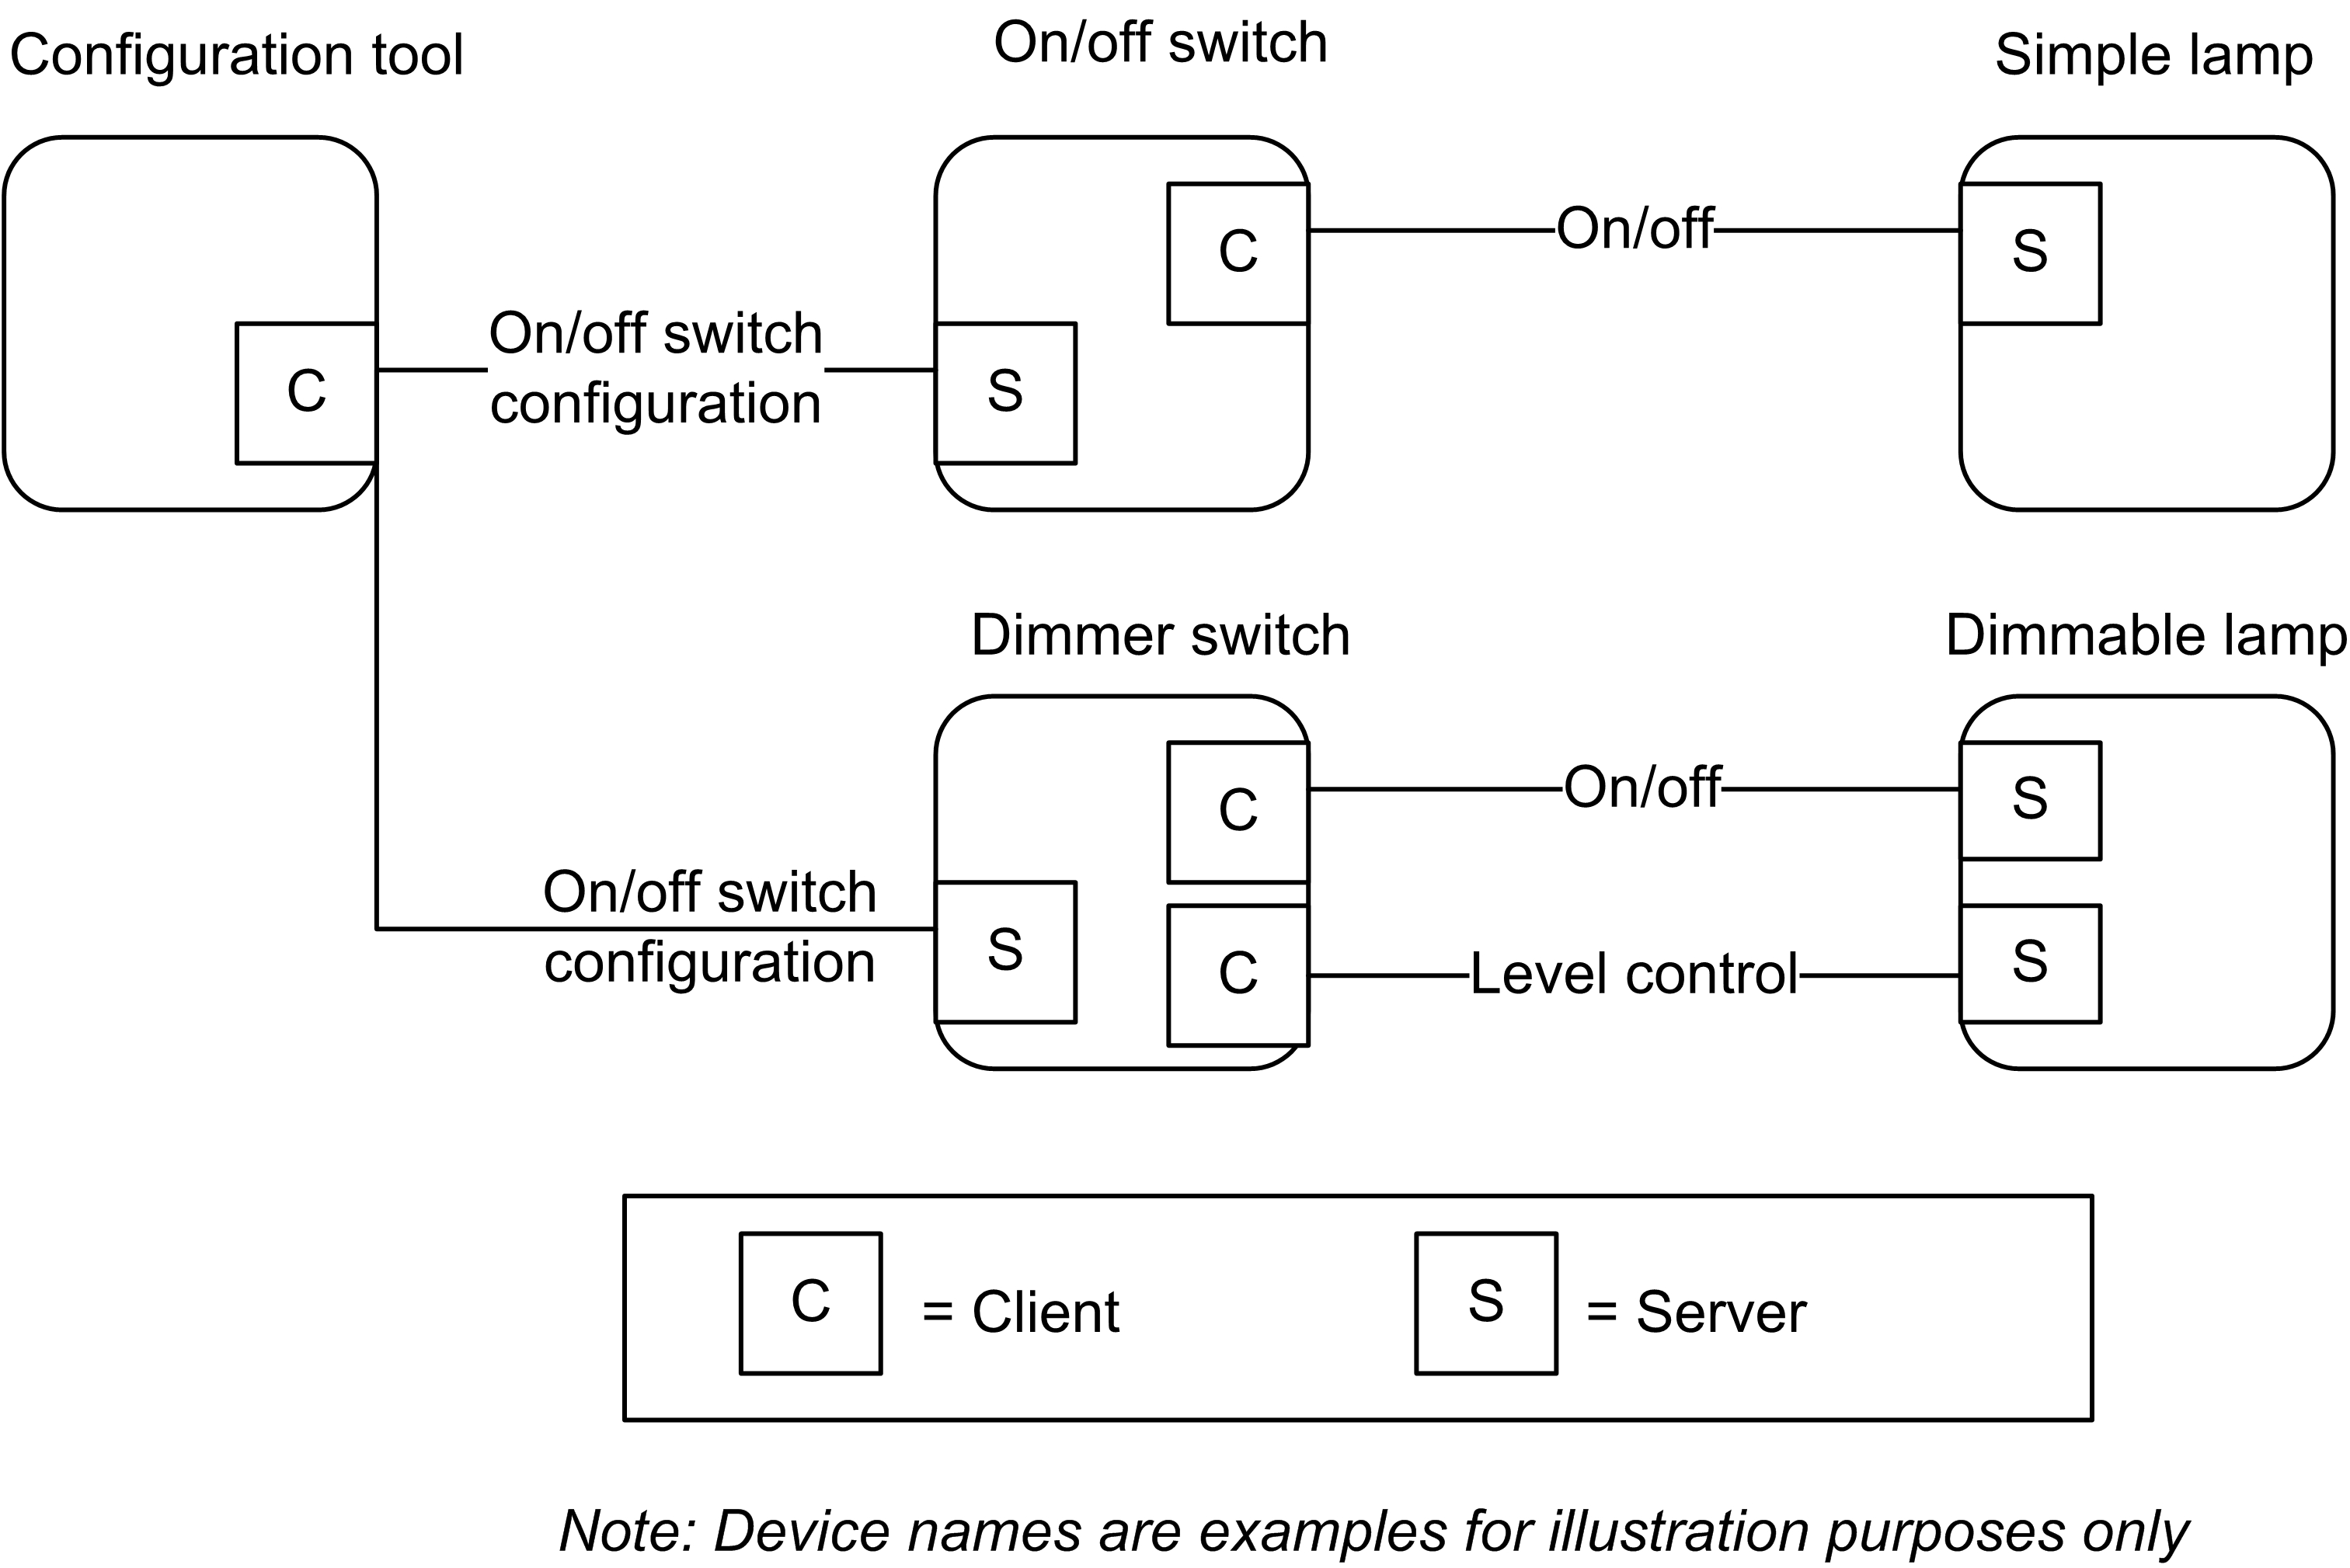 Configuration tool
On/off switch
Simple lamp
C
On/off
S
On/off switch
configuration
C
S
Dimmer switch
Dimmable lamp
C
On/off
S
On/off switch
configuration
S
C
Level control
S
C
= Client
S
= Server
Note: Device names are examples for illustration purposes only